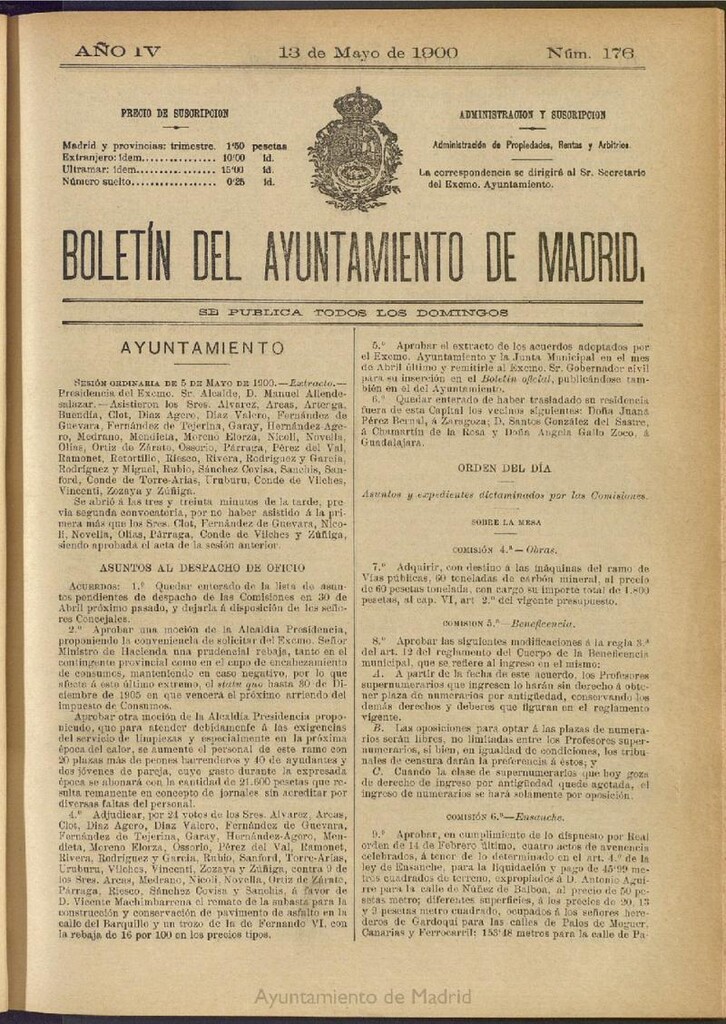 AÑO IV 13 de Mayo de 1900 Núm. 176
PRECIO DE SUSCRIPCION
Madrid y provincias: trimestre. 1'50 pesetas
Extranjero: idem................ 10'00 id.
Ultramar: idem.................. 15'00 id.
Número suelto.................. 0'25 id.
ADMINISTRACION Y SUSCRIPCION
Administración de Propiedades, Rentas y Arbitrios.
La correspondencia se dirigirá al Sr. Secretario
del Excmo. Ayuntamiento.
BOLETÍN DEL AYUNTAMIENTO DE MADRID.
SE PUBLICA TODOS LOS DOMINGOS
AYUNTAMIENTO
SESIÓN ORDINARIA DE 5 DE MAYO DE 1900.—Extracto.—
Presidencia del Excmo. Sr. Alcalde, D. Manuel Allende-
salazar.—Asistieron los Sres. Alvarez, Arcas, Arteaga,
Buendía, Clot, Díaz Agero, Díaz Valero, Fernández de
Guevara, Fernández de Tejerina, Garay, Hernández-Age-
ro, Medrano, Mendieta, Moreno Elorza, Nicoli, Novella,
Olías, Ortiz de Zárate, Ossorio, Párraga, Pérez del Val,
Ramonet, Retortillo, Riesco, Rivera, Rodríguez y García,
Rodríguez y Miguel, Rubio, Sánchez Covisa, Sanchis, San-
ford, Conde de Torre-Arias, Uruburu, Conde de Vilches,
Vincenti, Zozaya y Zúñiga.
Se abrió á las tres y treinta minutos de la tarde, pre-
via segunda convocatoria, por no haber asistido á la pri-
mera más que los Sres. Clot, Fernández de Guevara, Nico-
li, Novella, Olías, Párraga, Conde de Vilches y Zúñiga,
siendo aprobada el acta de la sesión anterior.
ASUNTOS AL DESPACHO DE OFICIO
ACUERDOS: 1.º Quedar enterado de la lista de asun-
tos pendientes de despacho de las Comisiones en 30 de
Abril próximo pasado, y dejarla á disposición de los seño-
res Concejales.
2.º Aprobar una moción de la Alcaldía Presidencia,
proponiendo la conveniencia de solicitar del Excmo. Señor
Ministro de Hacienda una prudencial rebaja, tanto en el
contingente provincial como en el cupo de encabezamiento
de consumos, manteniendo en caso negativo, por lo que
afecta á este último extremo, el statu quo hasta 30 de Di-
ciembre de 1905 en que vencerá el próximo arriendo del
Impuesto de Consumos.
Aprobar otra moción de la Alcaldía Presidencia propo-
niendo, que para atender debidamente á las exigencias
del servicio de limpiezas y especialmente en la próxima
época del calor, se aumente el personal de este ramo con
20 plazas más de peones barrenderos y 40 de ayudantes y
dos jóvenes de pareja, cuyo gasto durante la expresada
época se abonará con la cantidad de 21.600 pesetas que re-
sulta remanente en concepto de jornales sin acreditar por
diversas faltas del personal.
4.º Adjudicar, por 24 votos de los Sres. Alvarez, Arcas,
Clot, Díaz Agero, Díaz Valero, Fernández de Guevara,
Fernández de Tejerina, Garay, Hernández-Agero, Men-
dieta, Moreno Elorza, Ossorio, Pérez del Val, Ramonet,
Rivera, Rodríguez y García, Rubio, Sanford, Torre-Arias,
Uruburu, Vilches, Vincenti, Zozaya y Zúñiga, contra 9 de
los Sres. Arcas, Medrano, Nicoli, Novella, Ortiz de Zárate,
Párraga, Riesco, Sánchez Covisa y Sanchis, á favor de
D. Vicente Machimbarrena el remate de la subasta para la
construcción y conservación de pavimento de asfalto en la
calle del Barquillo y un trozo de la de Fernando VI, con
la rebaja de 16 por 100 en los precios tipos.
5.º Aprobar el extracto de los acuerdos adoptados por
el Excmo. Ayuntamiento y la Junta Municipal en el mes
de Abril último y remitirle al Excmo. Sr. Gobernador civil
para su inserción en el Boletín oficial, publicándose tam-
bién en el del Ayuntamiento.
6.º Quedar enterado de haber trasladado su residencia
fuera de esta Capital los vecinos siguientes: Doña Juana
Pérez Bernal, á Zaragoza; D. Santos González del Sastre,
á Chamartín de la Rosa y Doña Angela Gallo Zoco, á
Guadalajara.
ORDEN DEL DÍA
Asuntos y expedientes dictaminados por las Comisiones.
SOBRE LA MESA
COMISIÓN 4.ª—Obras.
7.º Adquirir, con destino á las máquinas del ramo de
Vías públicas, 60 toneladas de carbón mineral, al precio
de 60 pesetas tonelada, con cargo su importe total de 1.800
pesetas, al cap. VI, art 2.º del vigente presupuesto.
COMISION 5.ª—Beneficencia.
8.º Aprobar las siguientes modificaciones á la regla 3.ª
del art. 12 del reglamento del Cuerpo de la Beneficencia
municipal, que se refiere al ingreso en el mismo:
A. A partir de la fecha de este acuerdo, los Profesores
supernumerarios que ingresen lo harán sin derecho á obte-
ner plaza de numerarios por antigüedad, conservando los
demás derechos y deberes que figuran en el reglamento
vigente.
B. Las oposiciones para optar á las plazas de numera-
rios serán libres, no limitadas entre los Profesores super-
numerarios, si bien, en igualdad de condiciones, los tribu-
nales de censura darán la preferencia á éstos; y
C. Cuando la clase de supernumerarios que hoy goza
de derecho de ingreso por antigüedad quede agotada, el
ingreso de numerarios se hará solamente por oposición.
COMISIÓN 6.ª—Ensanche.
9.º Aprobar, en cumplimiento de lo dispuesto por Real
orden de 14 de Febrero último, cuatro actos de avenencia
celebrados, á tenor de lo determinado en el art. 4.º de la
ley de Ensanche, para la liquidación y pago de 45'99 me-
tros cuadrados de terreno, expropiados á D. Antonio Agui-
rre para la calle de Núñez de Balboa, al precio de 50 pe-
setas metro; diferentes superficies, á los precios de 20, 13
y 9 pesetas metro cuadrado, ocupados á los señores here-
deros de Gardoqui para las calles de Palos de Moguer,
Canarias y Ferrocarril: 153'48 metros para la calle de Pa-
Ayuntamiento de Madrid